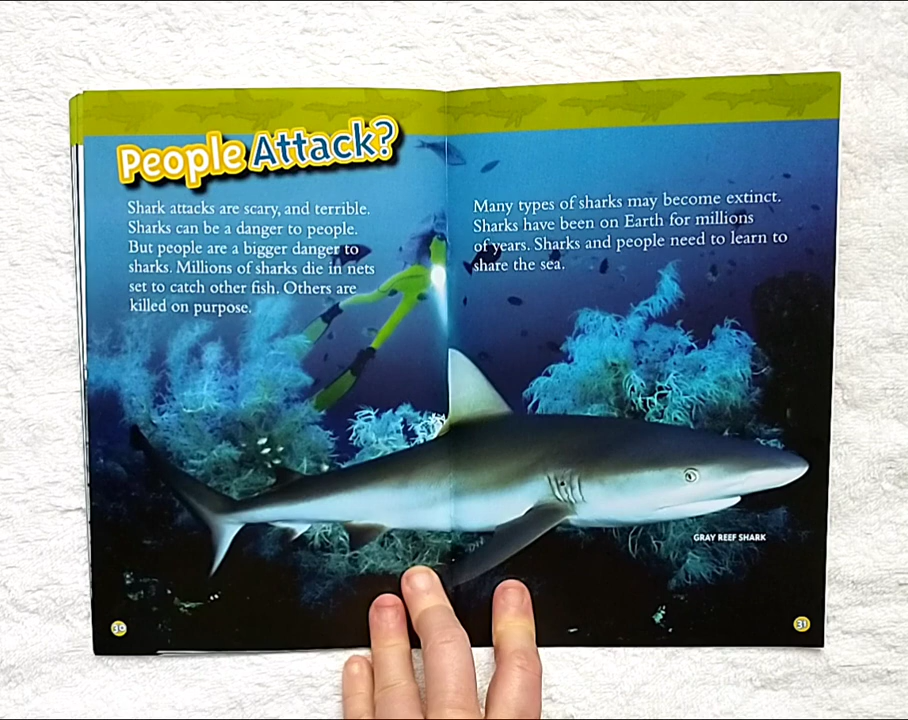 People Attack?
Shark attacks are scary, and terrible.
Sharks can be a danger to people.
But people are a bigger danger to
sharks. Millions of sharks die in nets
set to catch other fish. Others are
killed on purpose.
30
Many types of sharks may become extinct.
Sharks have been on Earth for millions
of years. Sharks and people need to learn to
share the sea.
GRAY REEF SHARK
31